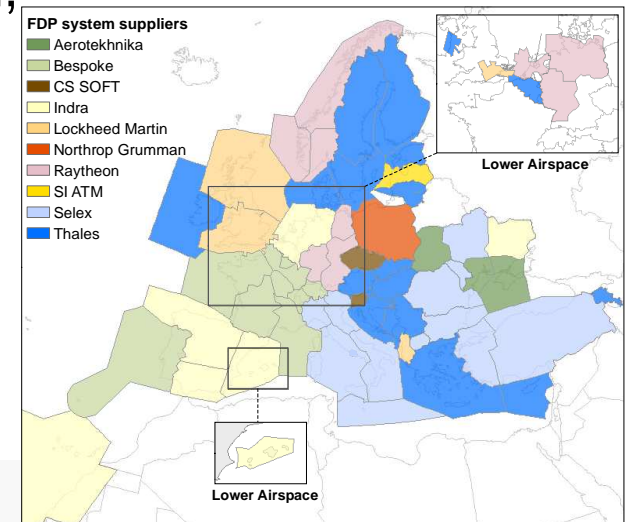 FDP system suppliers
Aerotekhnika
Bespoke
CS SOFT
Indra
Lockheed Martin
Northrop Grumman
Raytheon
SI ATM
Selex
Thales
Lower Airspace
Lower Airspace